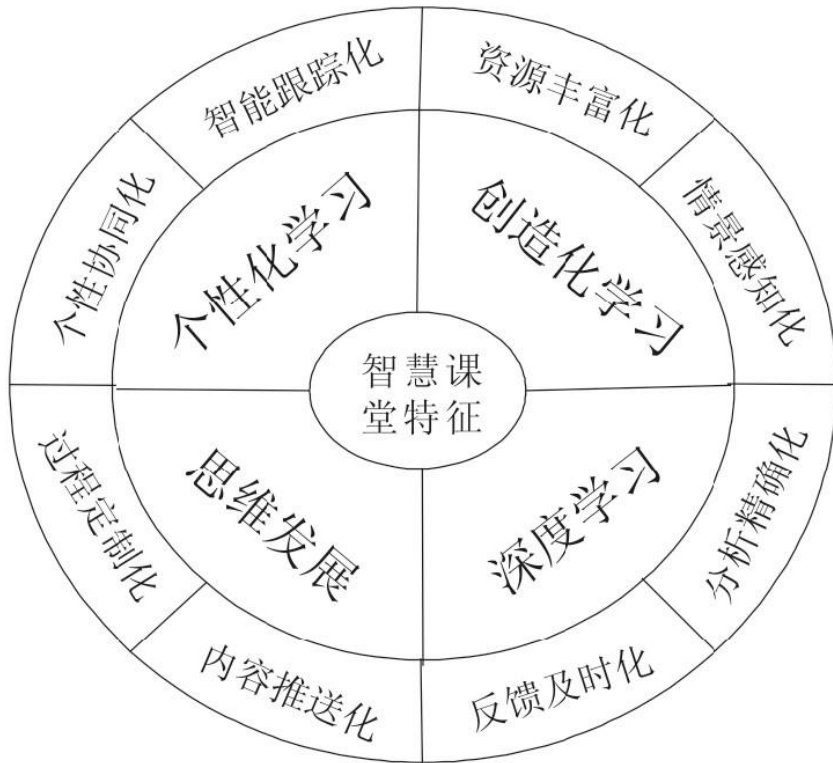 智能跟踪化
资源丰富化
个性协同化
情景感知化
个性化学习
创造化学习
智慧课
堂特征
思维发展
深度学习
过程定制化
分析精确化
内容推送化
反馈及时化